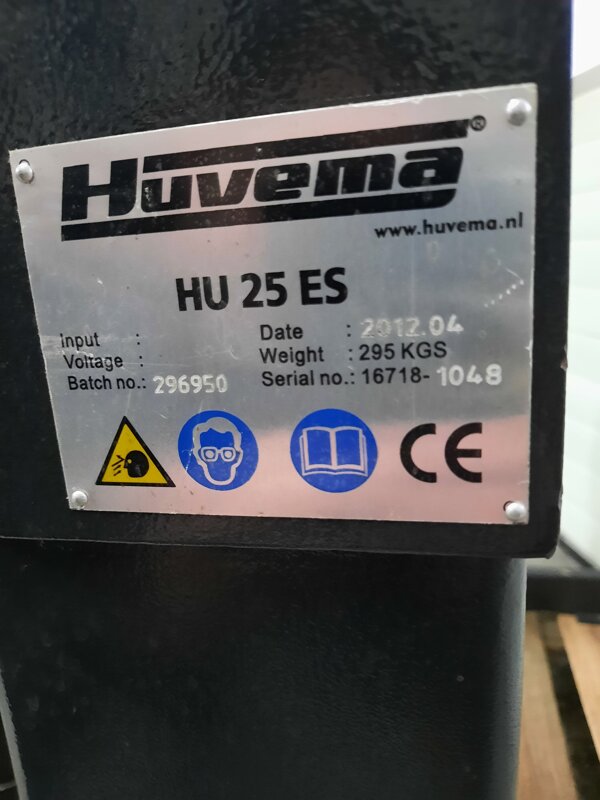 Huvema®
www.huvema.nl
HU 25 ES
Input :
Voltage :
Batch no.: 296950
Date : 2012.04
Weight : 295 KGS
Serial no.: 16718-1048
CE